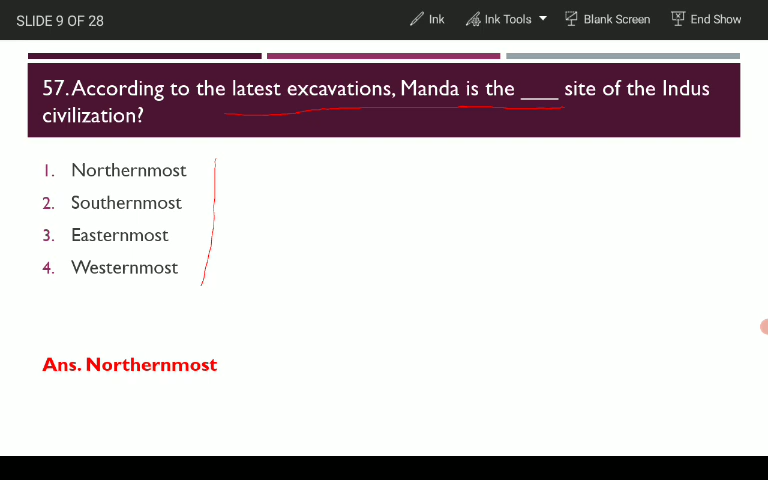 SLIDE 9 OF 28
Ink
Ink Tools
Blank Screen
End Show
57. According to the latest excavations, Manda is the ____ site of the Indus
civilization?
1. Northernmost
2. Southernmost
3. Easternmost
4. Westernmost
Ans. Northernmost